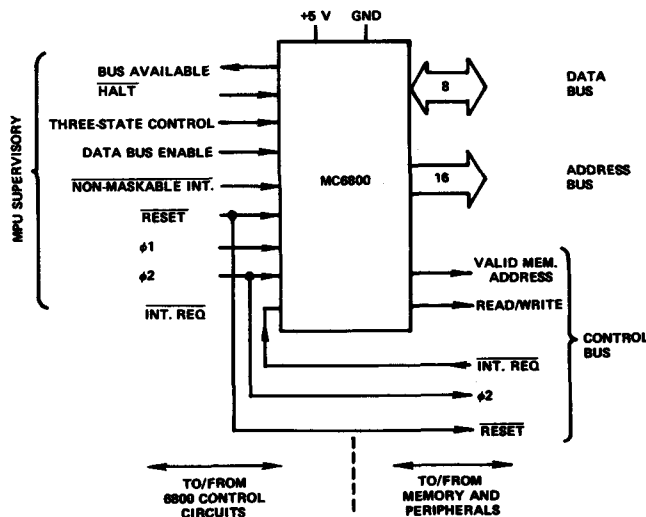 +5 V GND
BUS AVAILABLE
HALT
THREE-STATE CONTROL
DATA BUS ENABLE
NON-MASKABLE INT.
RESET
ϕ1
ϕ2
INT. REQ
MPU SUPERVISORY
MC6800
8
DATA
BUS
16
ADDRESS
BUS
VALID MEM.
ADDRESS
READ/WRITE
INT. REQ
ϕ2
RESET
CONTROL
BUS
TO/FROM
6800 CONTROL
CIRCUITS
TO/FROM
MEMORY AND
PERIPHERALS